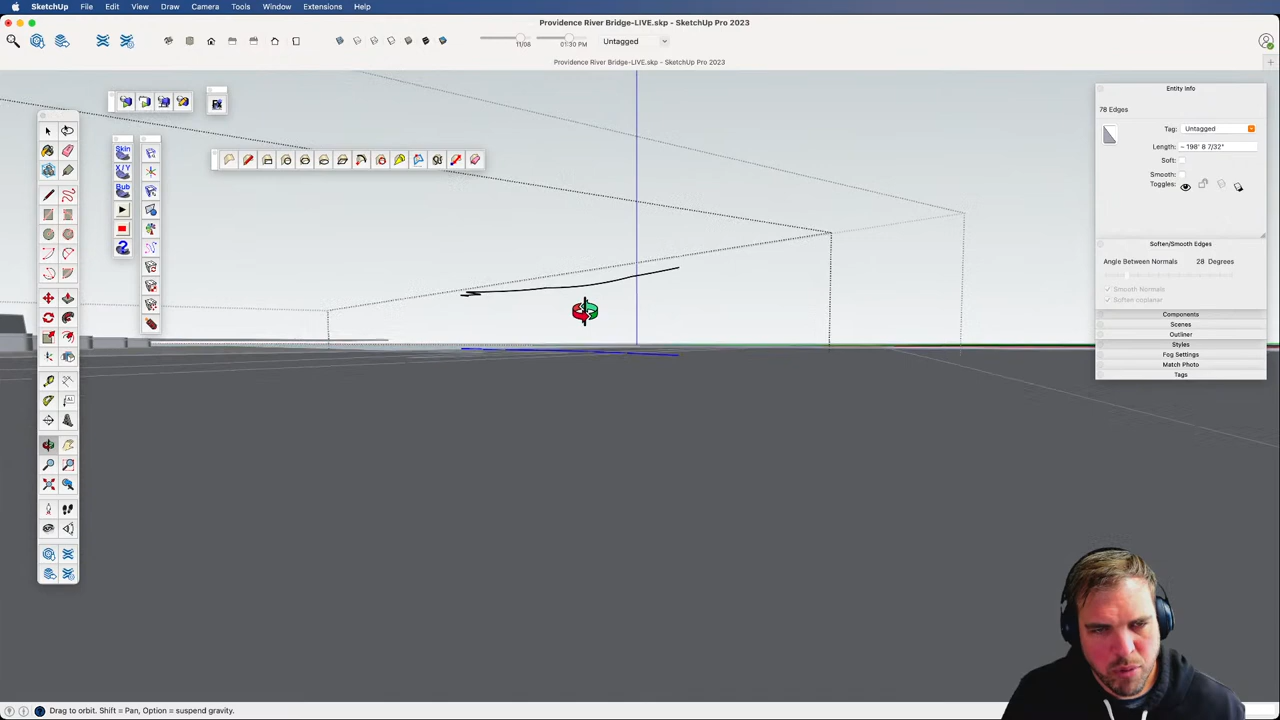 SketchUp File Edit View Draw Camera Tools Window Extensions Help
Providence River Bridge-LIVE.skp - SketchUp Pro 2023
11/08 01:30 PM Untagged
Providence River Bridge-LIVE.skp - SketchUp Pro 2023
Entity Info
78 Edges
Tag: Untagged
Length: ~ 198' 8 7/32"
Soft:
Smooth:
Toggles:
Skin
X/Y
Bub
Soften/Smooth Edges
Angle Between Normals 28 Degrees
Smooth Normals
Soften coplanar
Components
Scenes
Outliner
Styles
Fog Settings
Match Photo
Tags
Drag to orbit. Shift = Pan, Option = suspend gravity.